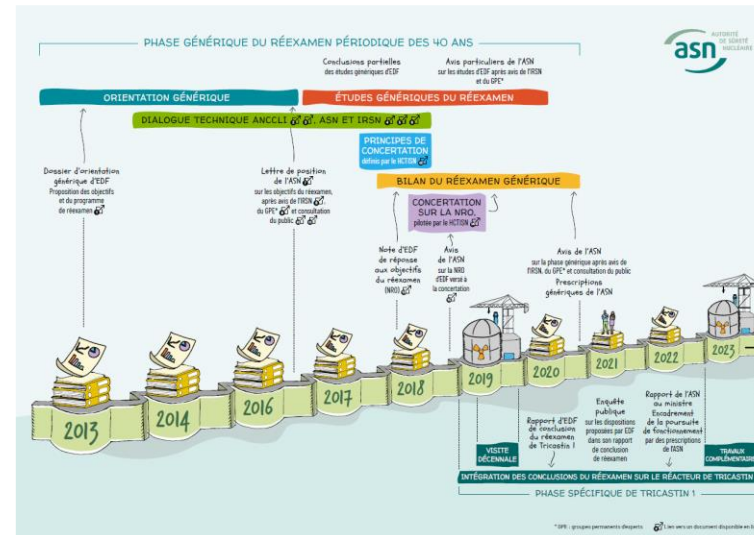 PHASE GÉNÉRIQUE DU RÉEXAMEN PÉRIODIQUE DES 40 ANS
asn
AUTORITÉ
DE SÛRETÉ
NUCLÉAIRE
Conclusions partielles
des études génériques d'EDF
Avis particuliers de l'ASN
sur les études d'EDF après avis de l'IRSN
et du GPE*
ORIENTATION GÉNÉRIQUE
ÉTUDES GÉNÉRIQUES DU RÉEXAMEN
DIALOGUE TECHNIQUE ANCCLI, ASN ET IRSN
PRINCIPES DE
CONCERTATION
définis par le HCTISN
BILAN DU RÉEXAMEN GÉNÉRIQUE
CONCERTATION
SUR LA NRO,
pilotée par le HCTISN
Dossier d'orientation
générique d'EDF
Proposition des objectifs
et du programme
de réexamen
Lettre de position
de l'ASN
sur les objectifs du réexamen,
après avis de l'IRSN,
du GPE* et consultation
du public
Note d'EDF
de réponse
aux objectifs
du réexamen
(NRO)
Avis
de l'ASN
sur la NRO
d'EDF versé à
la concertation
Avis de l'ASN
sur la phase générique après avis de
l'IRSN, du GPE* et consultation du public
Prescriptions
génériques de l'ASN
2013
2014
2016
2017
2018
2019
2020
2021
2022
2023
VISITE
DÉCENNALE
Rapport d'EDF
de conclusion
du réexamen
de Tricastin 1
Enquête
publique
sur les dispositions
proposées par EDF
dans son rapport
de conclusion
de réexamen
Rapport de l'ASN
au ministre
Encadrement
de la poursuite
de fonctionnement
par des prescriptions
de l'ASN
TRAVAUX
COMPLÉMENTAIRE
INTÉGRATION DES CONCLUSIONS DU RÉEXAMEN SUR LE RÉACTEUR DE TRICASTIN
PHASE SPÉCIFIQUE DE TRICASTIN 1
* GPE : groupes permanents d'experts
Lien vers un document disponible en li